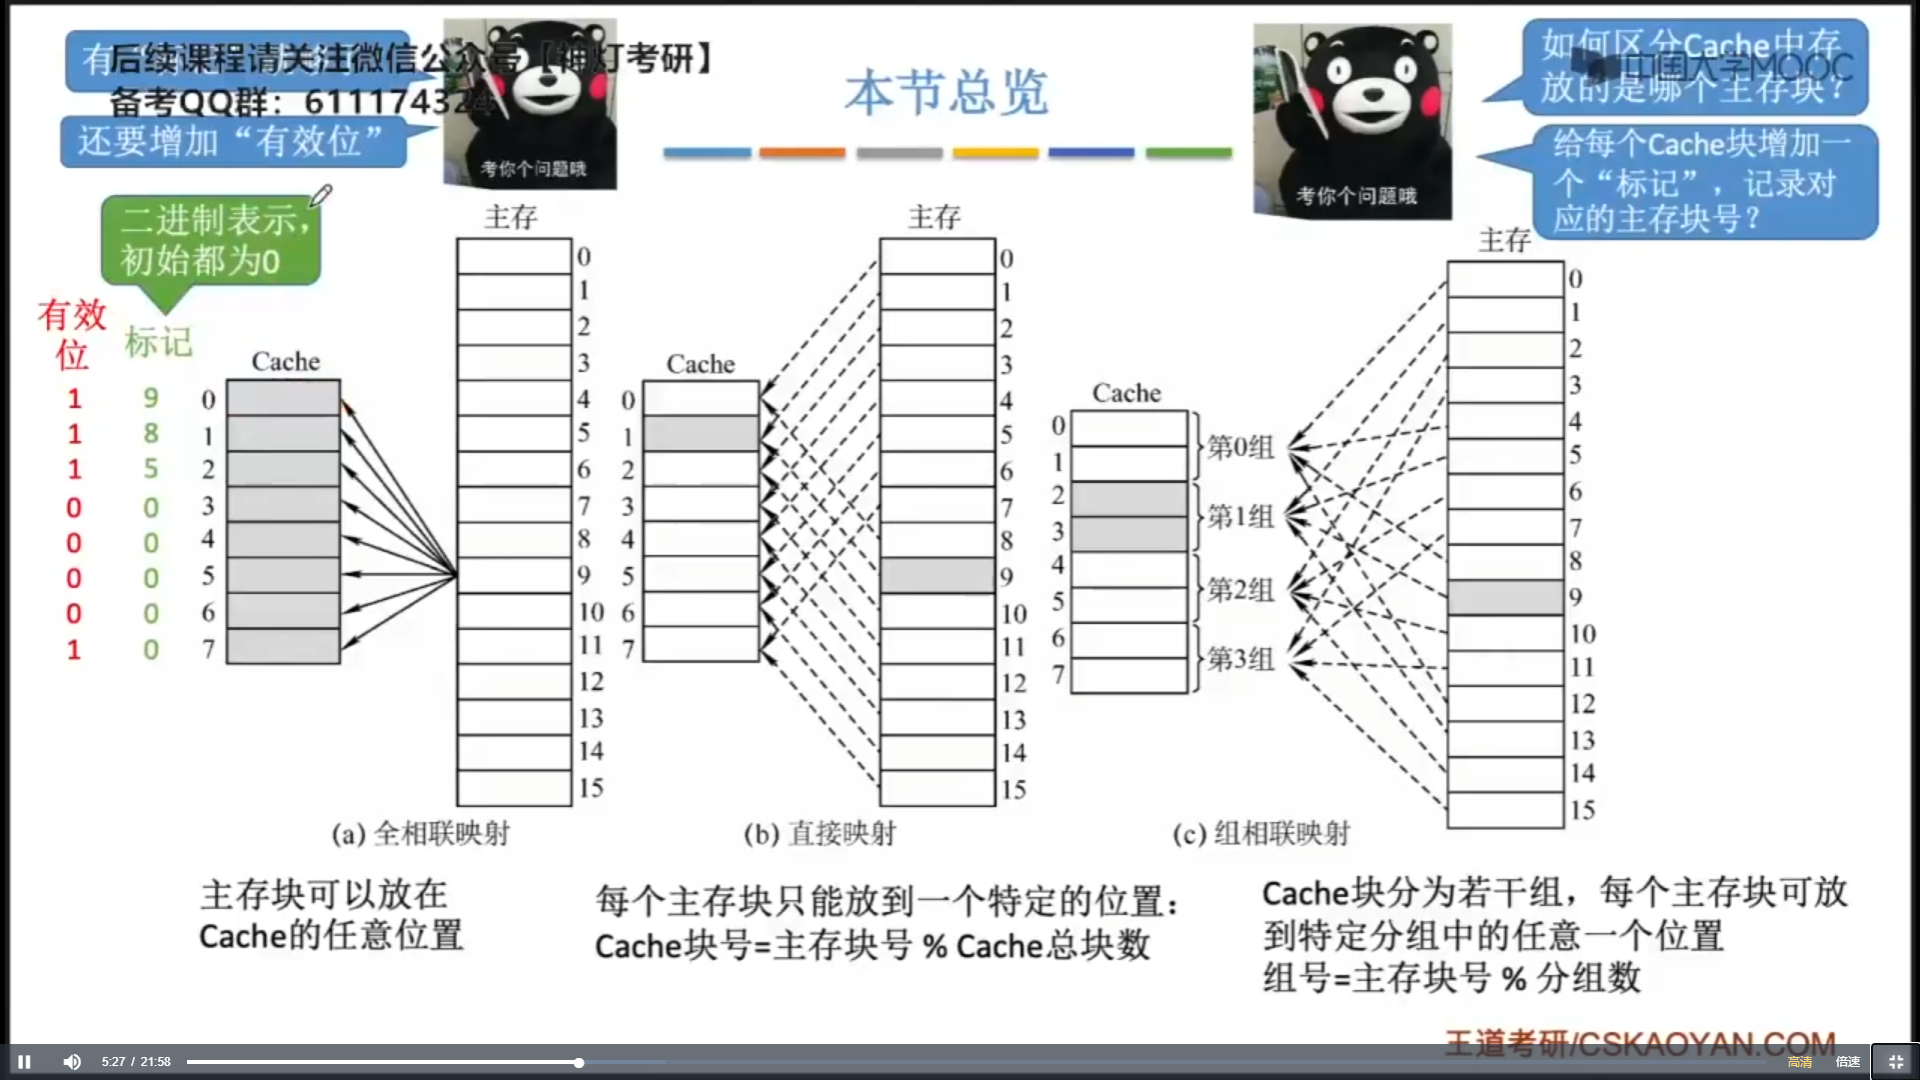 后续课程请关注微信公众号【神灯考研】
备考QQ群：611174324
还要增加“有效位”
考你个问题哦
本节总览
考你个问题哦
如何区分Cache中存
放的是哪个主存块？
中国大学MOOC
给每个Cache块增加一
个“标记”，记录对
应的主存块号？
二进制表示，
初始都为0
有效
位
标记
1 9
1 8
1 5
0 0
0 0
0 0
0 0
1 0
Cache
0
1
2
3
4
5
6
7
主存
0
1
2
3
4
5
6
7
8
9
10
11
12
13
14
15
(a) 全相联映射
主存块可以放在
Cache的任意位置
Cache
0
1
2
3
4
5
6
7
主存
0
1
2
3
4
5
6
7
8
9
10
11
12
13
14
15
(b) 直接映射
每个主存块只能放到一个特定的位置：
Cache块号=主存块号 % Cache总块数
Cache
0
1
2
3
4
5
6
7
第0组
第1组
第2组
第3组
主存
0
1
2
3
4
5
6
7
8
9
10
11
12
13
14
15
(c) 组相联映射
Cache块分为若干组，每个主存块可放
到特定分组中的任意一个位置
组号=主存块号 % 分组数
王道考研/CSKAOYAN.COM
5:27 / 21:58
高清
倍速